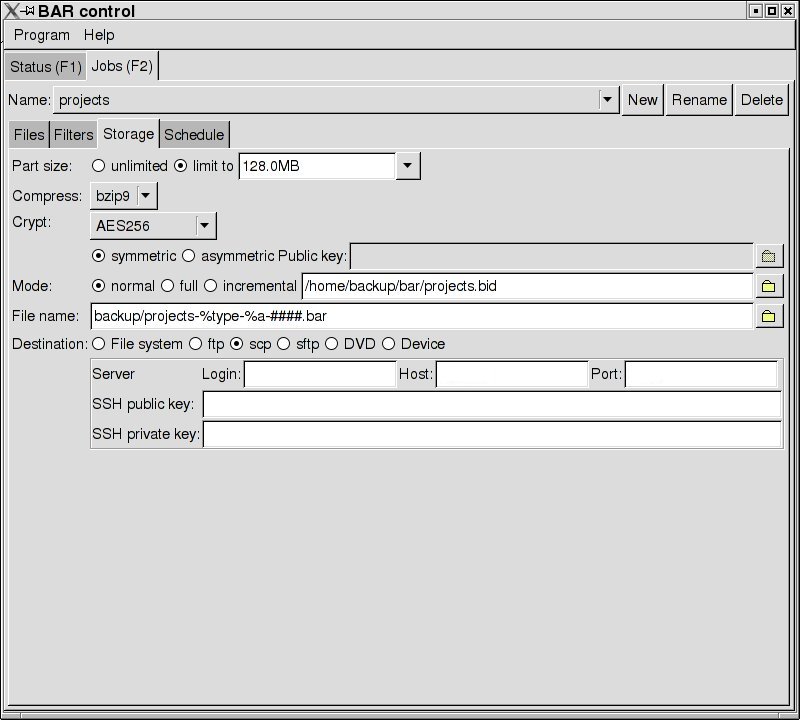 BAR control
Program Help
Status (F1) Jobs (F2)
Name: projects New Rename Delete
Files Filters Storage Schedule
Part size: unlimited limit to 128.0MB
Compress: bzip9
Crypt: AES256
symmetric asymmetric Public key:
Mode: normal full incremental /home/backup/bar/projects.bid
File name: backup/projects-%type-%a-####.bar
Destination: File system ftp scp sftp DVD Device
Server Login: Host: Port:
SSH public key:
SSH private key: